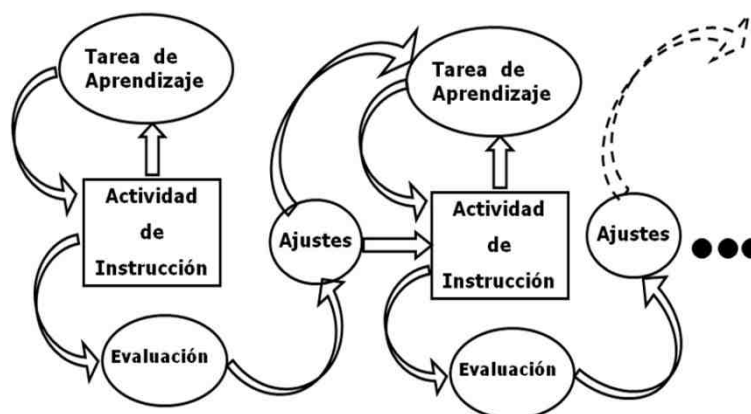 Tarea de
Aprendizaje
Actividad
de
Instrucción
Evaluación
Ajustes
Tarea de
Aprendizaje
Actividad
de
Instrucción
Evaluación
Ajustes